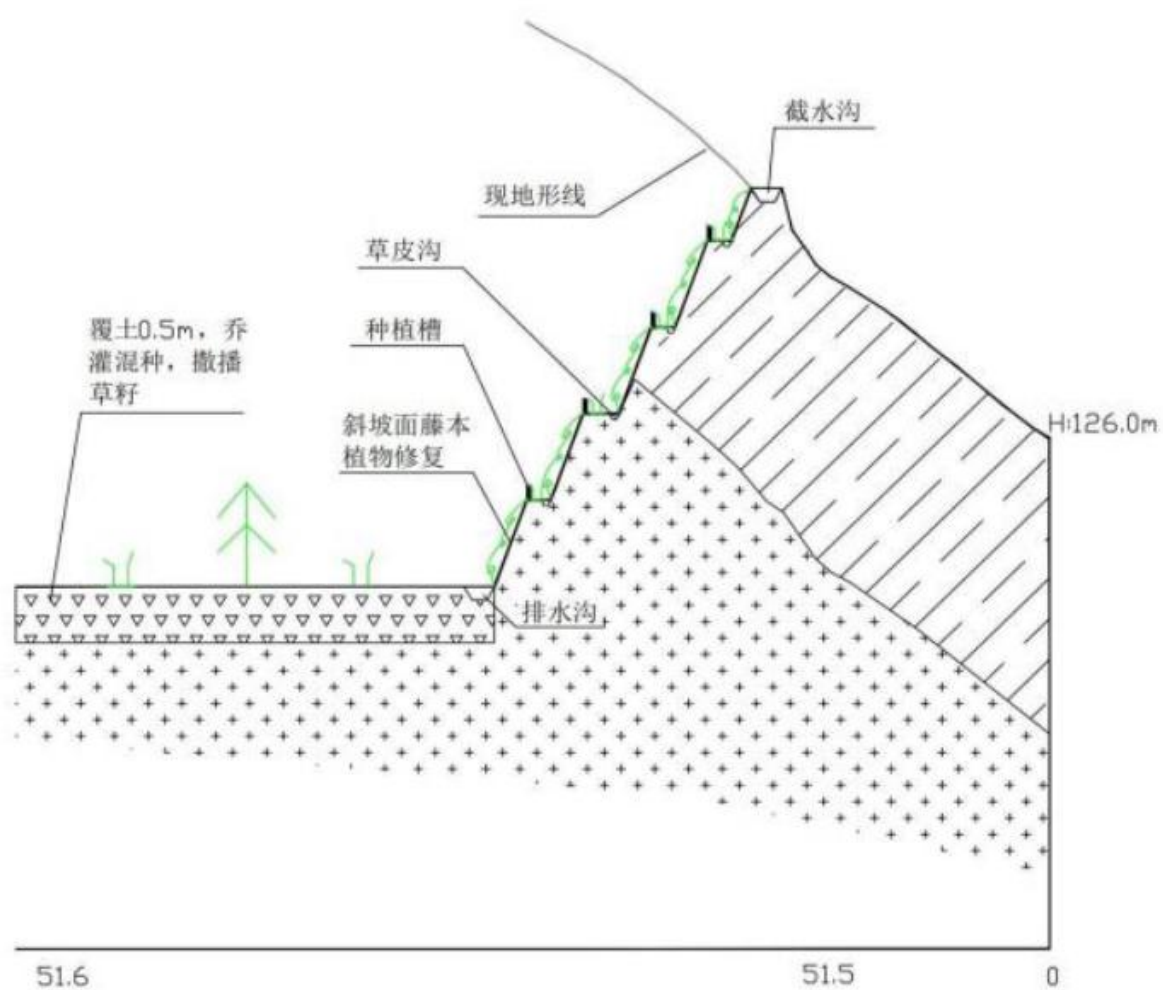 截水沟
现地形线
草皮沟
覆土0.5m，乔
灌混种，撒播
草籽
种植槽
斜坡面藤本
植物修复
H:126.0m
排水沟
51.6
51.5
0